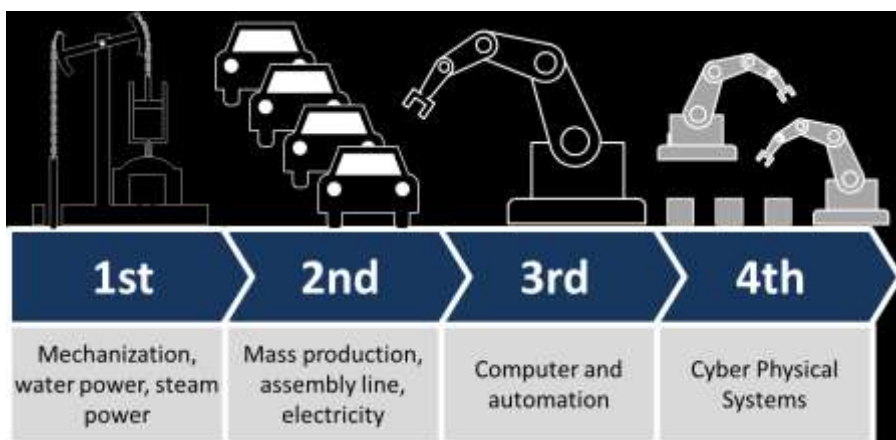 1st
2nd
3rd
4th
Mechanization,
water power, steam
power
Mass production,
assembly line,
electricity
Computer and
automation
Cyber Physical
Systems